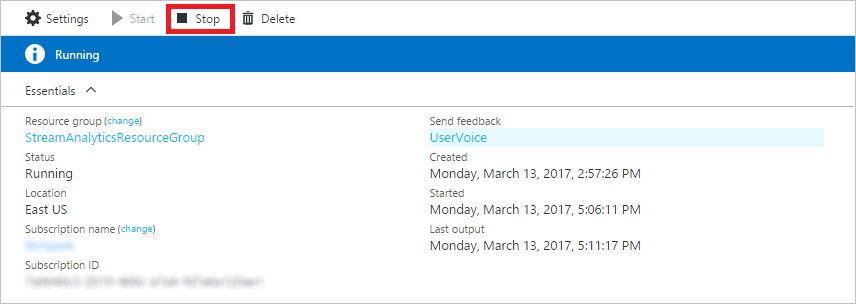 Settings Start Stop Delete
Running
Essentials
Resource group (change)
StreamAnalyticsResourceGroup
Status
Running
Location
East US
Subscription name (change)
Subscription ID
Send feedback
UserVoice
Created
Monday, March 13, 2017, 2:57:26 PM
Started
Monday, March 13, 2017, 5:06:11 PM
Last output
Monday, March 13, 2017, 5:11:17 PM